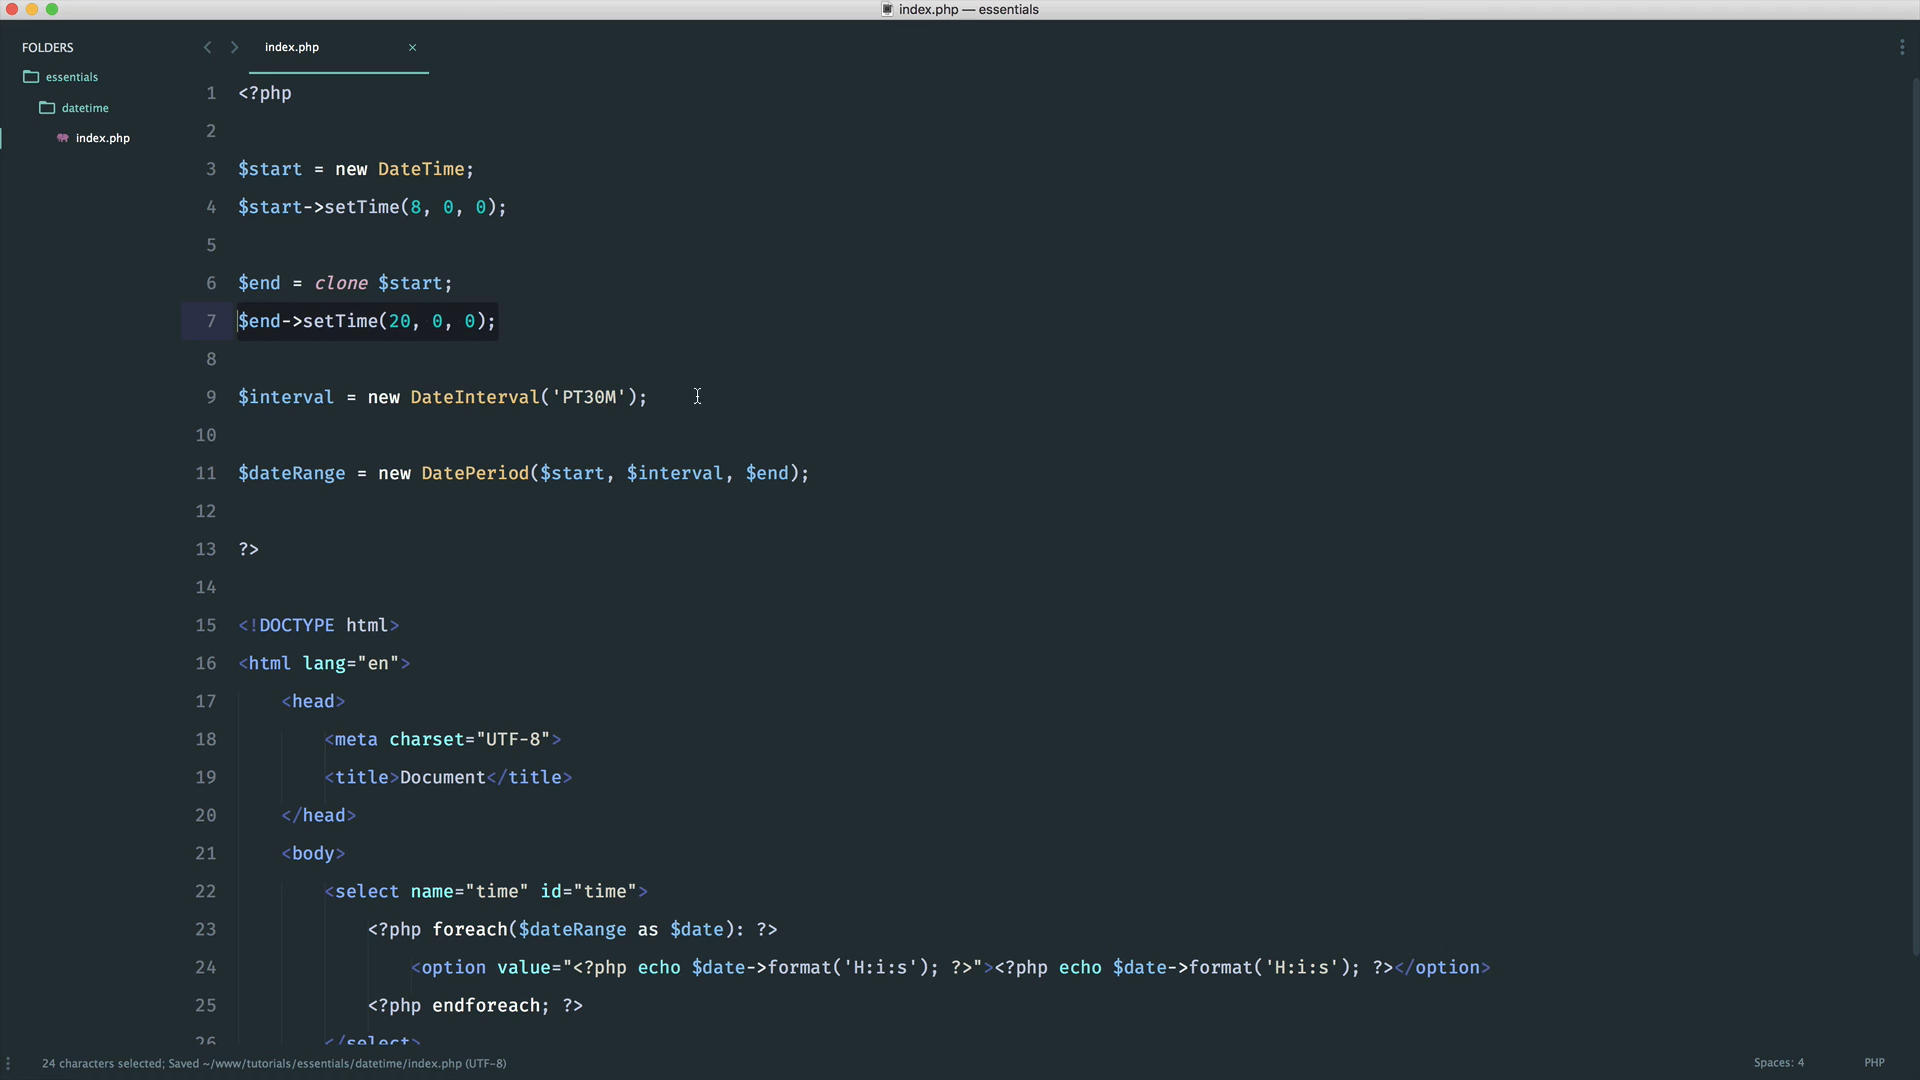 index.php — essentials
FOLDERS
essentials
datetime
index.php
index.php ×
1 <?php
2
3 $start = new DateTime;
4 $start->setTime(8, 0, 0);
5
6 $end = clone $start;
7 $end->setTime(20, 0, 0);
8
9 $interval = new DateInterval('PT30M');
10
11 $dateRange = new DatePeriod($start, $interval, $end);
12
13 ?>
14
15 <!DOCTYPE html>
16 <html lang="en">
17 <head>
18 <meta charset="UTF-8">
19 <title>Document</title>
20 </head>
21 <body>
22 <select name="time" id="time">
23 <?php foreach($dateRange as $date): ?>
24 <option value="<?php echo $date->format('H:i:s'); ?>"><?php echo $date->format('H:i:s'); ?></option>
25 <?php endforeach; ?>
26 </select>
24 characters selected; Saved ~/www/tutorials/essentials/datetime/index.php (UTF-8)
Spaces: 4
PHP